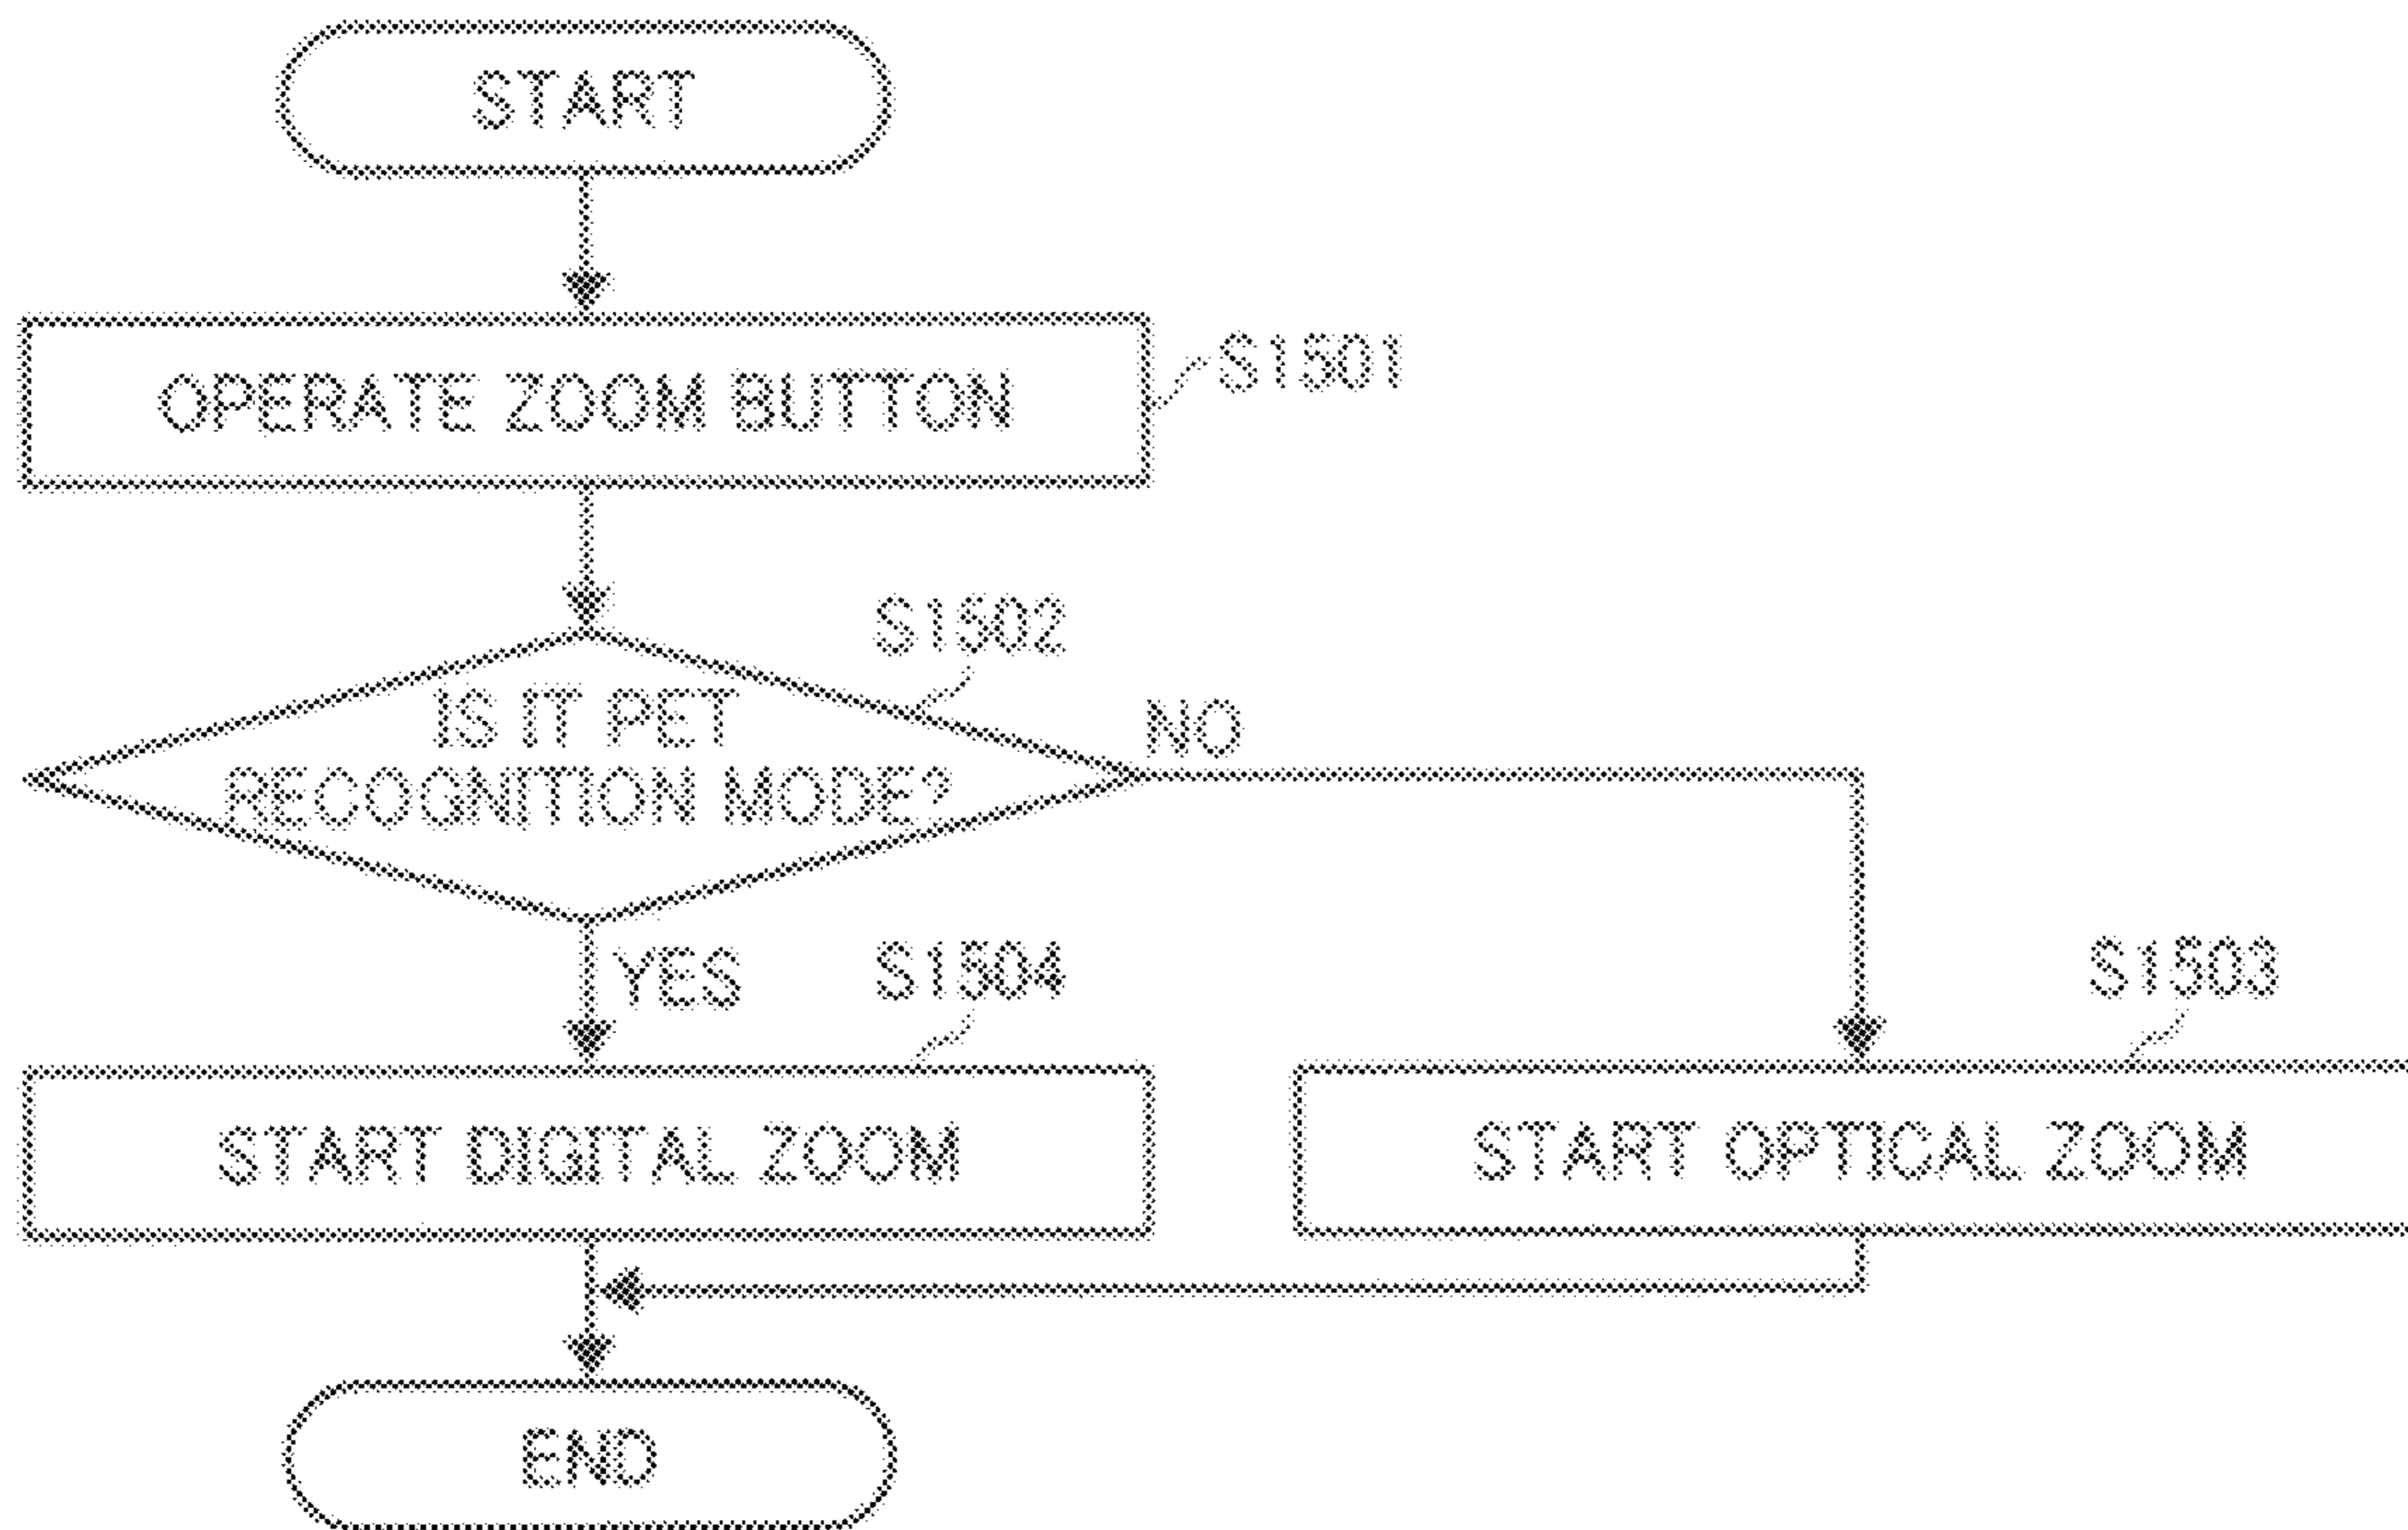 START
OPERATE ZOOM BUTTON
S1501
S1502
IS IT PET
RECOGNITION MODE?
NO
YES
S1504
S1503
START DIGITAL ZOOM
START OPTICAL ZOOM
END